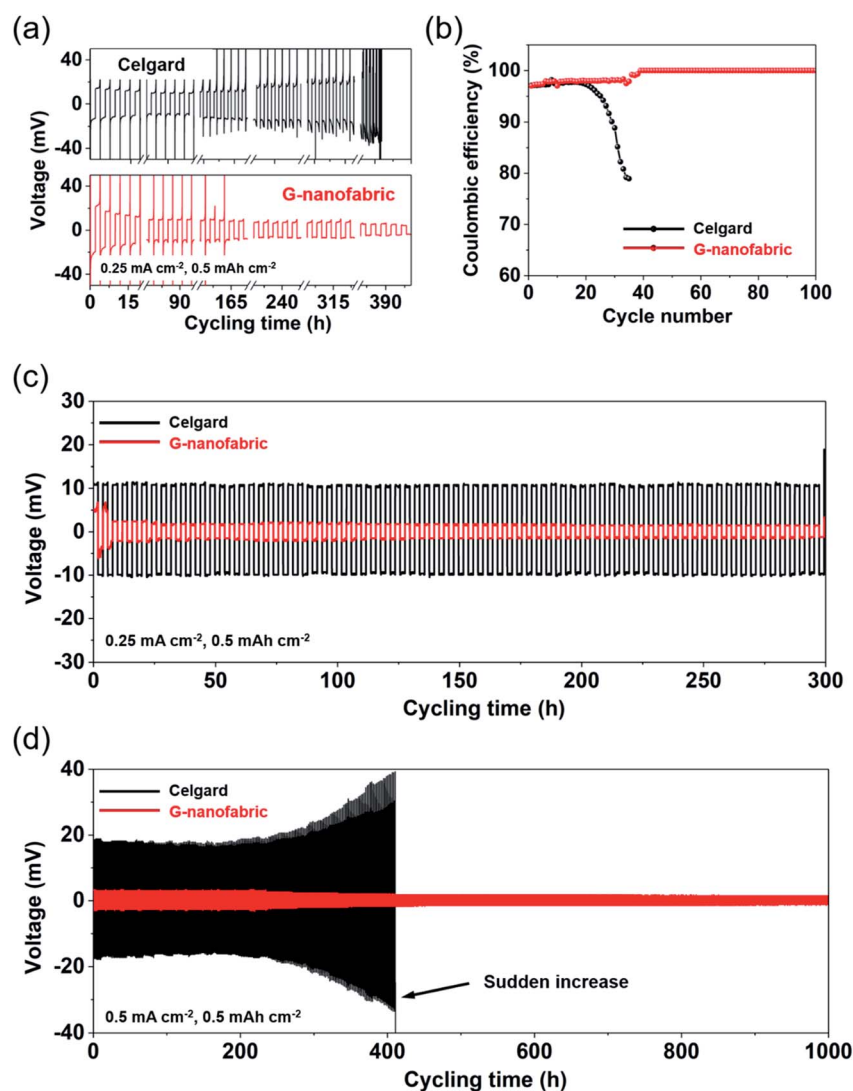 (a)
Celgard
40
0
-40
G-nanofabric
40
0
-40
0.25 mA cm⁻², 0.5 mAh cm⁻²
0 15 90 165 240 315 390
Voltage (mV)
Cycling time (h)
(b)
100
90
80
70
60
Celgard
G-nanofabric
0 20 40 60 80 100
Coulombic efficiency (%)
Cycle number
(c)
30
20
10
0
-10
-20
-30
Celgard
G-nanofabric
0.25 mA cm⁻², 0.5 mAh cm⁻²
0 50 100 150 200 250 300
Voltage (mV)
Cycling time (h)
(d)
40
20
0
-20
-40
Celgard
G-nanofabric
Sudden increase
0.5 mA cm⁻², 0.5 mAh cm⁻²
0 200 400 600 800 1000
Voltage (mV)
Cycling time (h)